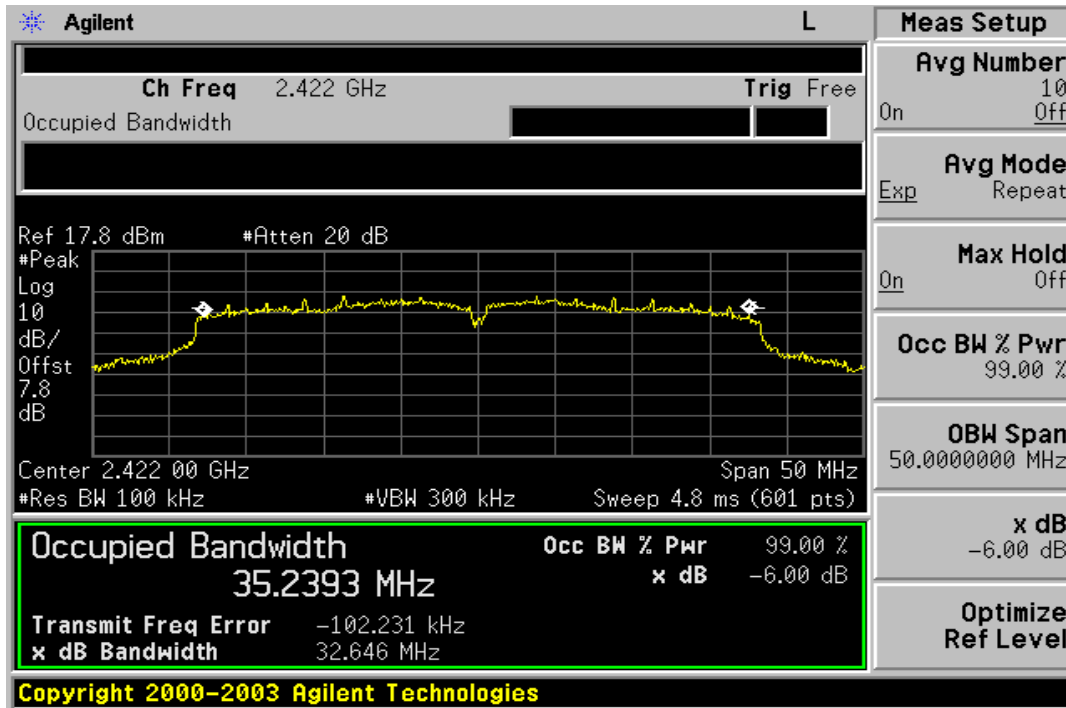 Agilent L
Ch Freq 2.422 GHz Trig Free
Occupied Bandwidth
Ref 17.8 dBm #Atten 20 dB
#Peak
Log
10
dB/
Offst
7.8
dB
Center 2.422 00 GHz Span 50 MHz
#Res BW 100 kHz #VBW 300 kHz Sweep 4.8 ms (601 pts)
Occupied Bandwidth Occ BW % Pwr 99.00 %
35.2393 MHz x dB -6.00 dB
Transmit Freq Error -102.231 kHz
x dB Bandwidth 32.646 MHz
Copyright 2000-2003 Agilent Technologies
Meas Setup
Avg Number
10
On Off
Avg Mode
Exp Repeat
Max Hold
On Off
Occ BW % Pwr
99.00 %
OBW Span
50.0000000 MHz
x dB
-6.00 dB
Optimize
Ref Level